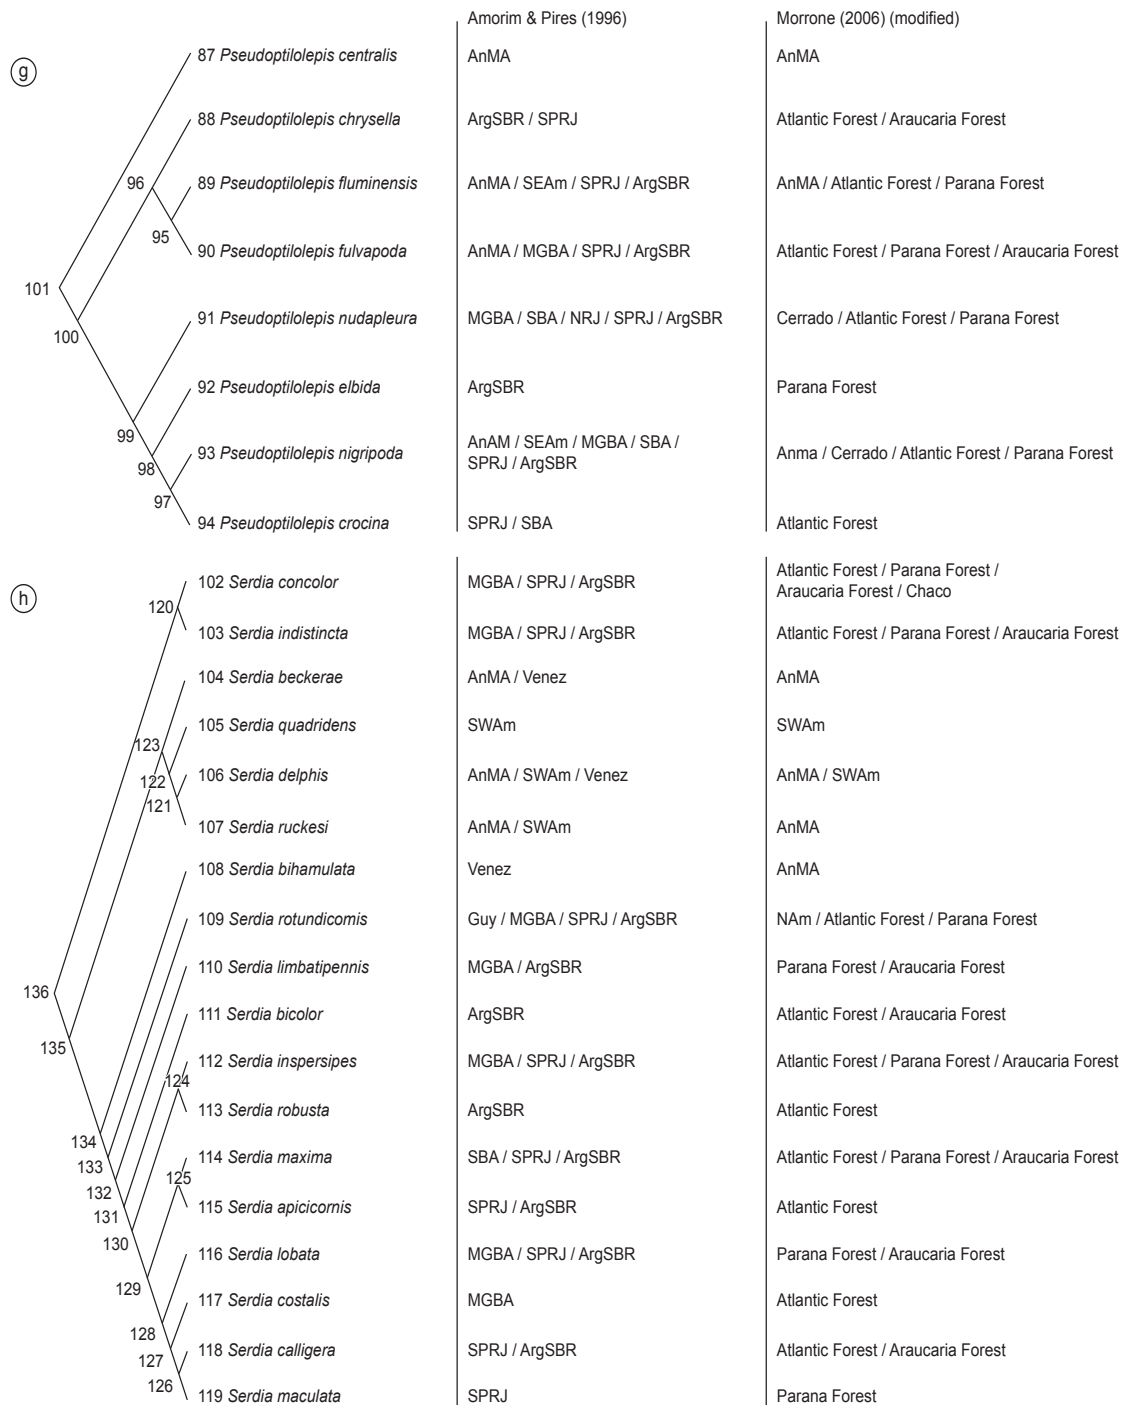 Amorim & Pires (1996) Morrone (2006) (modified)
g
87 Pseudoptilolepis centralis AnMA AnMA
88 Pseudoptilolepis chrysella ArgSBR / SPRJ Atlantic Forest / Araucaria Forest
96 89 Pseudoptilolepis fluminensis AnMA / SEAm / SPRJ / ArgSBR AnMA / Atlantic Forest / Parana Forest
95
90 Pseudoptilolepis fulvapoda AnMA / MGBA / SPRJ / ArgSBR Atlantic Forest / Parana Forest / Araucaria Forest
101
91 Pseudoptilolepis nudapleura MGBA / SBA / NRJ / SPRJ / ArgSBR Cerrado / Atlantic Forest / Parana Forest
100
92 Pseudoptilolepis elbida ArgSBR Parana Forest
99
93 Pseudoptilolepis nigripoda AnAM / SEAm / MGBA / SBA / SPRJ / ArgSBR Anma / Cerrado / Atlantic Forest / Parana Forest
98
97
94 Pseudoptilolepis crocina SPRJ / SBA Atlantic Forest
h
102 Serdia concolor MGBA / SPRJ / ArgSBR Atlantic Forest / Parana Forest / Araucaria Forest / Chaco
120
103 Serdia indistincta MGBA / SPRJ / ArgSBR Atlantic Forest / Parana Forest / Araucaria Forest
104 Serdia beckerae AnMA / Venez AnMA
105 Serdia quadridens SWAm SWAm
123
122 106 Serdia delphis AnMA / SWAm / Venez AnMA / SWAm
121
107 Serdia ruckesi AnMA / SWAm AnMA
108 Serdia bihamulata Venez AnMA
109 Serdia rotundicomis Guy / MGBA / SPRJ / ArgSBR NAm / Atlantic Forest / Parana Forest
110 Serdia limbatipennis MGBA / ArgSBR Parana Forest / Araucaria Forest
136
111 Serdia bicolor ArgSBR Atlantic Forest / Araucaria Forest
135
112 Serdia inspersipes MGBA / SPRJ / ArgSBR Atlantic Forest / Parana Forest / Araucaria Forest
124
113 Serdia robusta ArgSBR Atlantic Forest
134
114 Serdia maxima SBA / SPRJ / ArgSBR Atlantic Forest / Parana Forest / Araucaria Forest
133
125
132
115 Serdia apicicornis SPRJ / ArgSBR Atlantic Forest
131
130
116 Serdia lobata MGBA / SPRJ / ArgSBR Parana Forest / Araucaria Forest
129
117 Serdia costalis MGBA Atlantic Forest
128
118 Serdia calligera SPRJ / ArgSBR Atlantic Forest / Araucaria Forest
127
126
119 Serdia maculata SPRJ Parana Forest